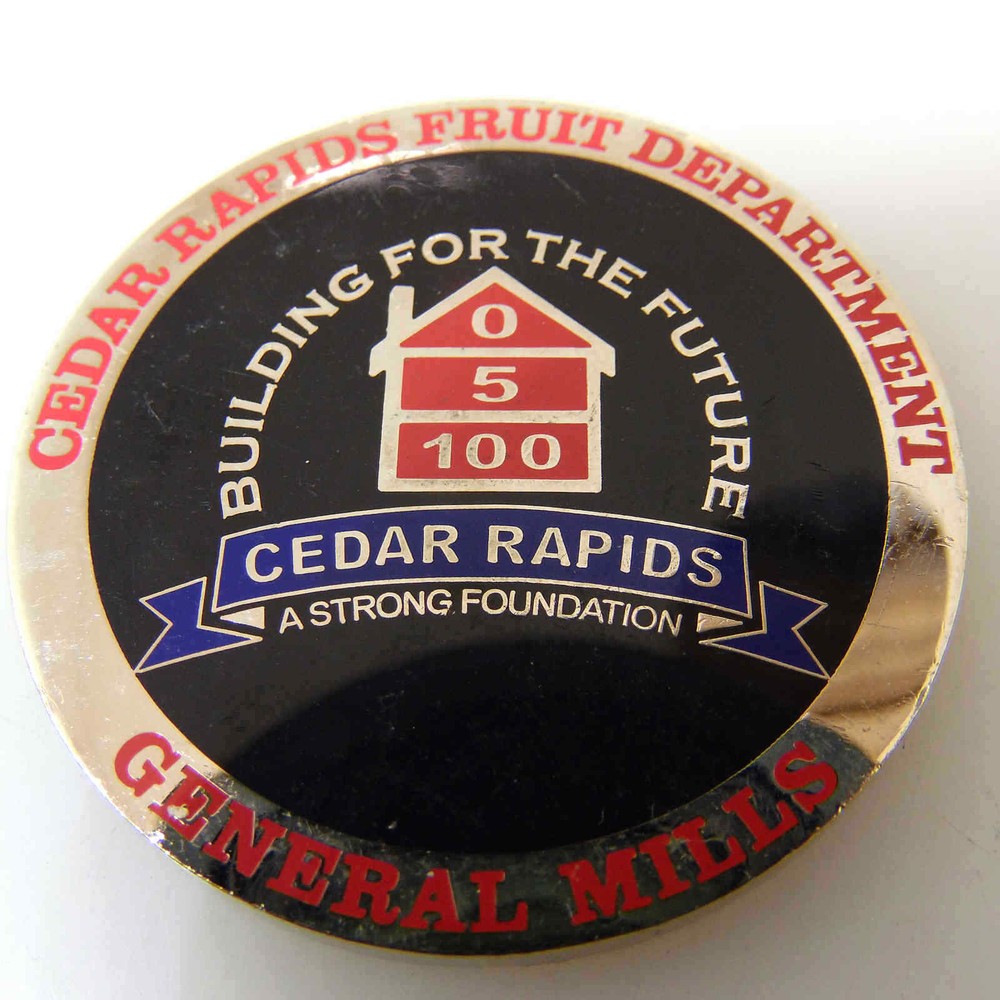 CEDAR RAPIDS FRUIT DEPARTMENT
BUILDING FOR THE FUTURE
0
5
100
CEDAR RAPIDS
A STRONG FOUNDATION
GENERAL MILLS